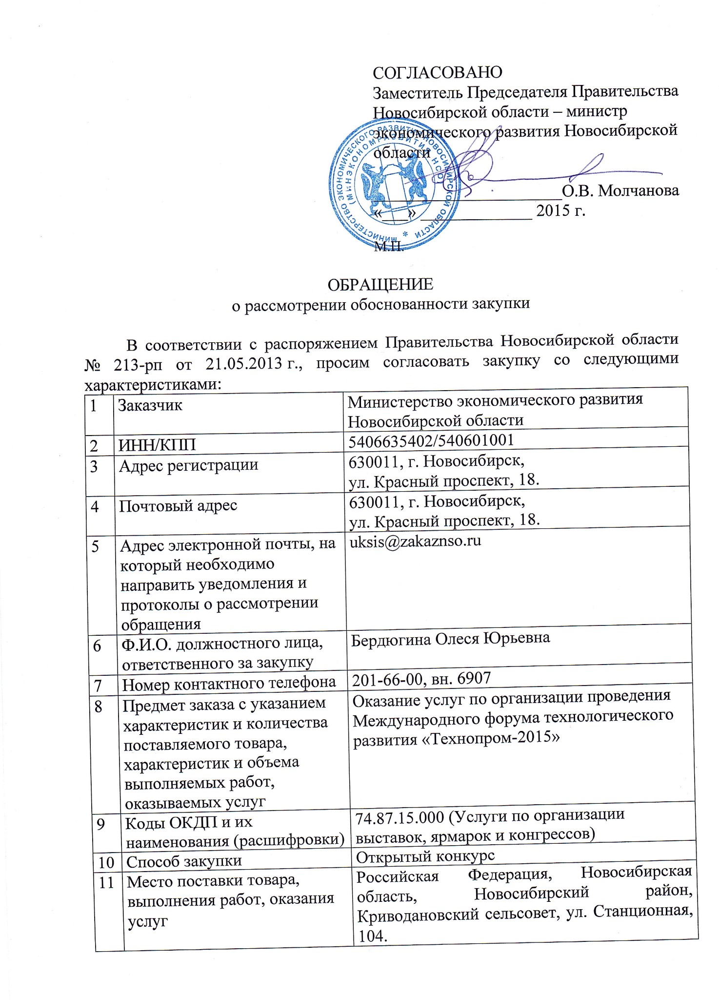 СОГЛАСОВАНО
Заместитель Председателя Правительства
Новосибирской области – министр
экономического развития Новосибирской
области
О.В. Молчанова
«___» _____________ 2015 г.
М.П.
МИНИСТЕРСТВО ЭКОНОМИЧЕСКОГО РАЗВИТИЯ НОВОСИБИРСКОЙ ОБЛАСТИ *
(МИНЭКОНОМРАЗВИТИЯ НСО)
ОБРАЩЕНИЕ
о рассмотрении обоснованности закупки
В соответствии с распоряжением Правительства Новосибирской области
№ 213-рп от 21.05.2013 г., просим согласовать закупку со следующими
характеристиками:
1 Заказчик
Министерство экономического развития
Новосибирской области
2 ИНН/КПП
5406635402/540601001
3 Адрес регистрации
630011, г. Новосибирск,
ул. Красный проспект, 18.
4 Почтовый адрес
630011, г. Новосибирск,
ул. Красный проспект, 18.
5 Адрес электронной почты, на
который необходимо
направить уведомления и
протоколы о рассмотрении
обращения
uksis@zakaznso.ru
6 Ф.И.О. должностного лица,
ответственного за закупку
Бердюгина Олеся Юрьевна
7 Номер контактного телефона
201-66-00, вн. 6907
8 Предмет заказа с указанием
характеристик и количества
поставляемого товара,
характеристик и объема
выполняемых работ,
оказываемых услуг
Оказание услуг по организации проведения
Международного форума технологического
развития «Технопром-2015»
9 Коды ОКДП и их
наименования (расшифровки)
74.87.15.000 (Услуги по организации
выставок, ярмарок и конгрессов)
10 Способ закупки
Открытый конкурс
11 Место поставки товара,
выполнения работ, оказания
услуг
Российская Федерация, Новосибирская
область, Новосибирский район,
Криводановский сельсовет, ул. Станционная,
104.